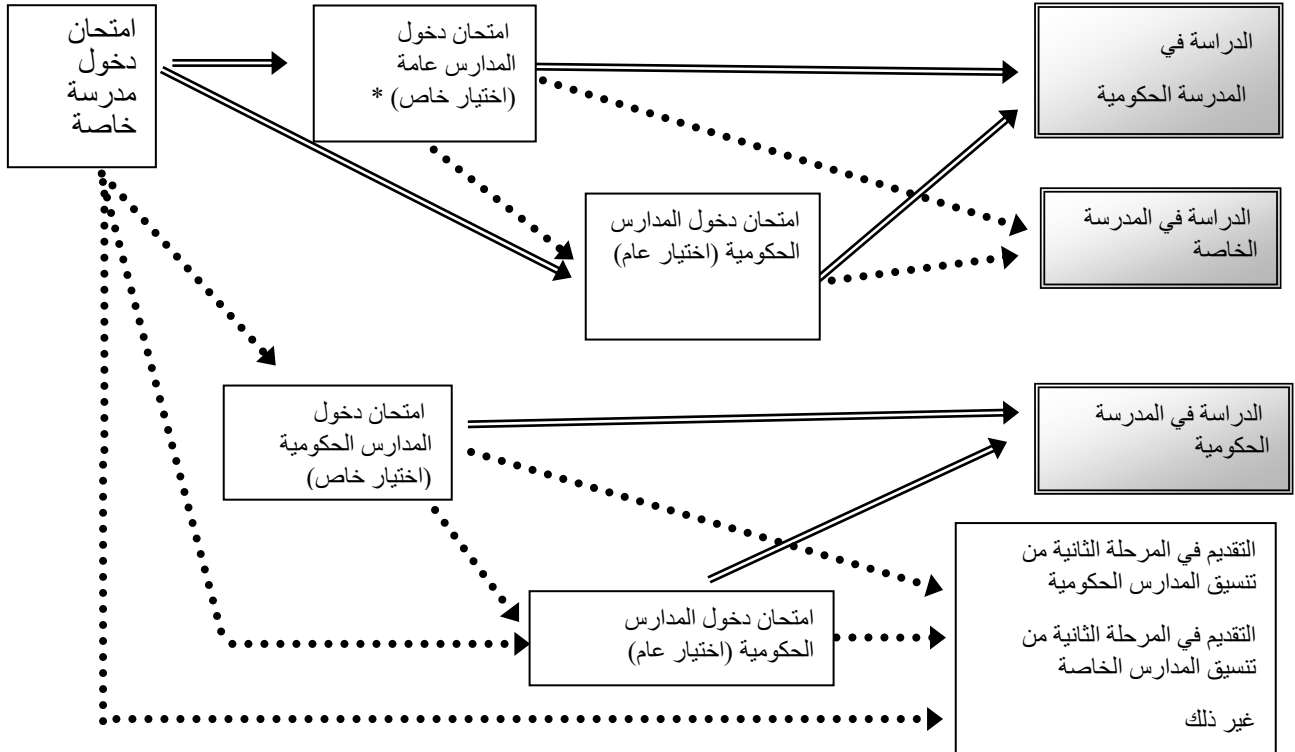 امتحان
دخول
مدرسة
خاصة
امتحان دخول
المدارس عامة
(اختيار خاص) *
الدراسة في
المدرسة الحكومية
امتحان دخول المدارس
الحكومية (اختيار عام)
الدراسة في المدرسة
الخاصة
امتحان دخول
المدارس الحكومية
(اختيار خاص)
الدراسة في المدرسة
الحكومية
امتحان دخول المدارس
الحكومية (اختيار عام)
التقديم في المرحلة الثانية من
تنسيق المدارس الحكومية
التقديم في المرحلة الثانية من
تنسيق المدارس الخاصة
غير ذلك